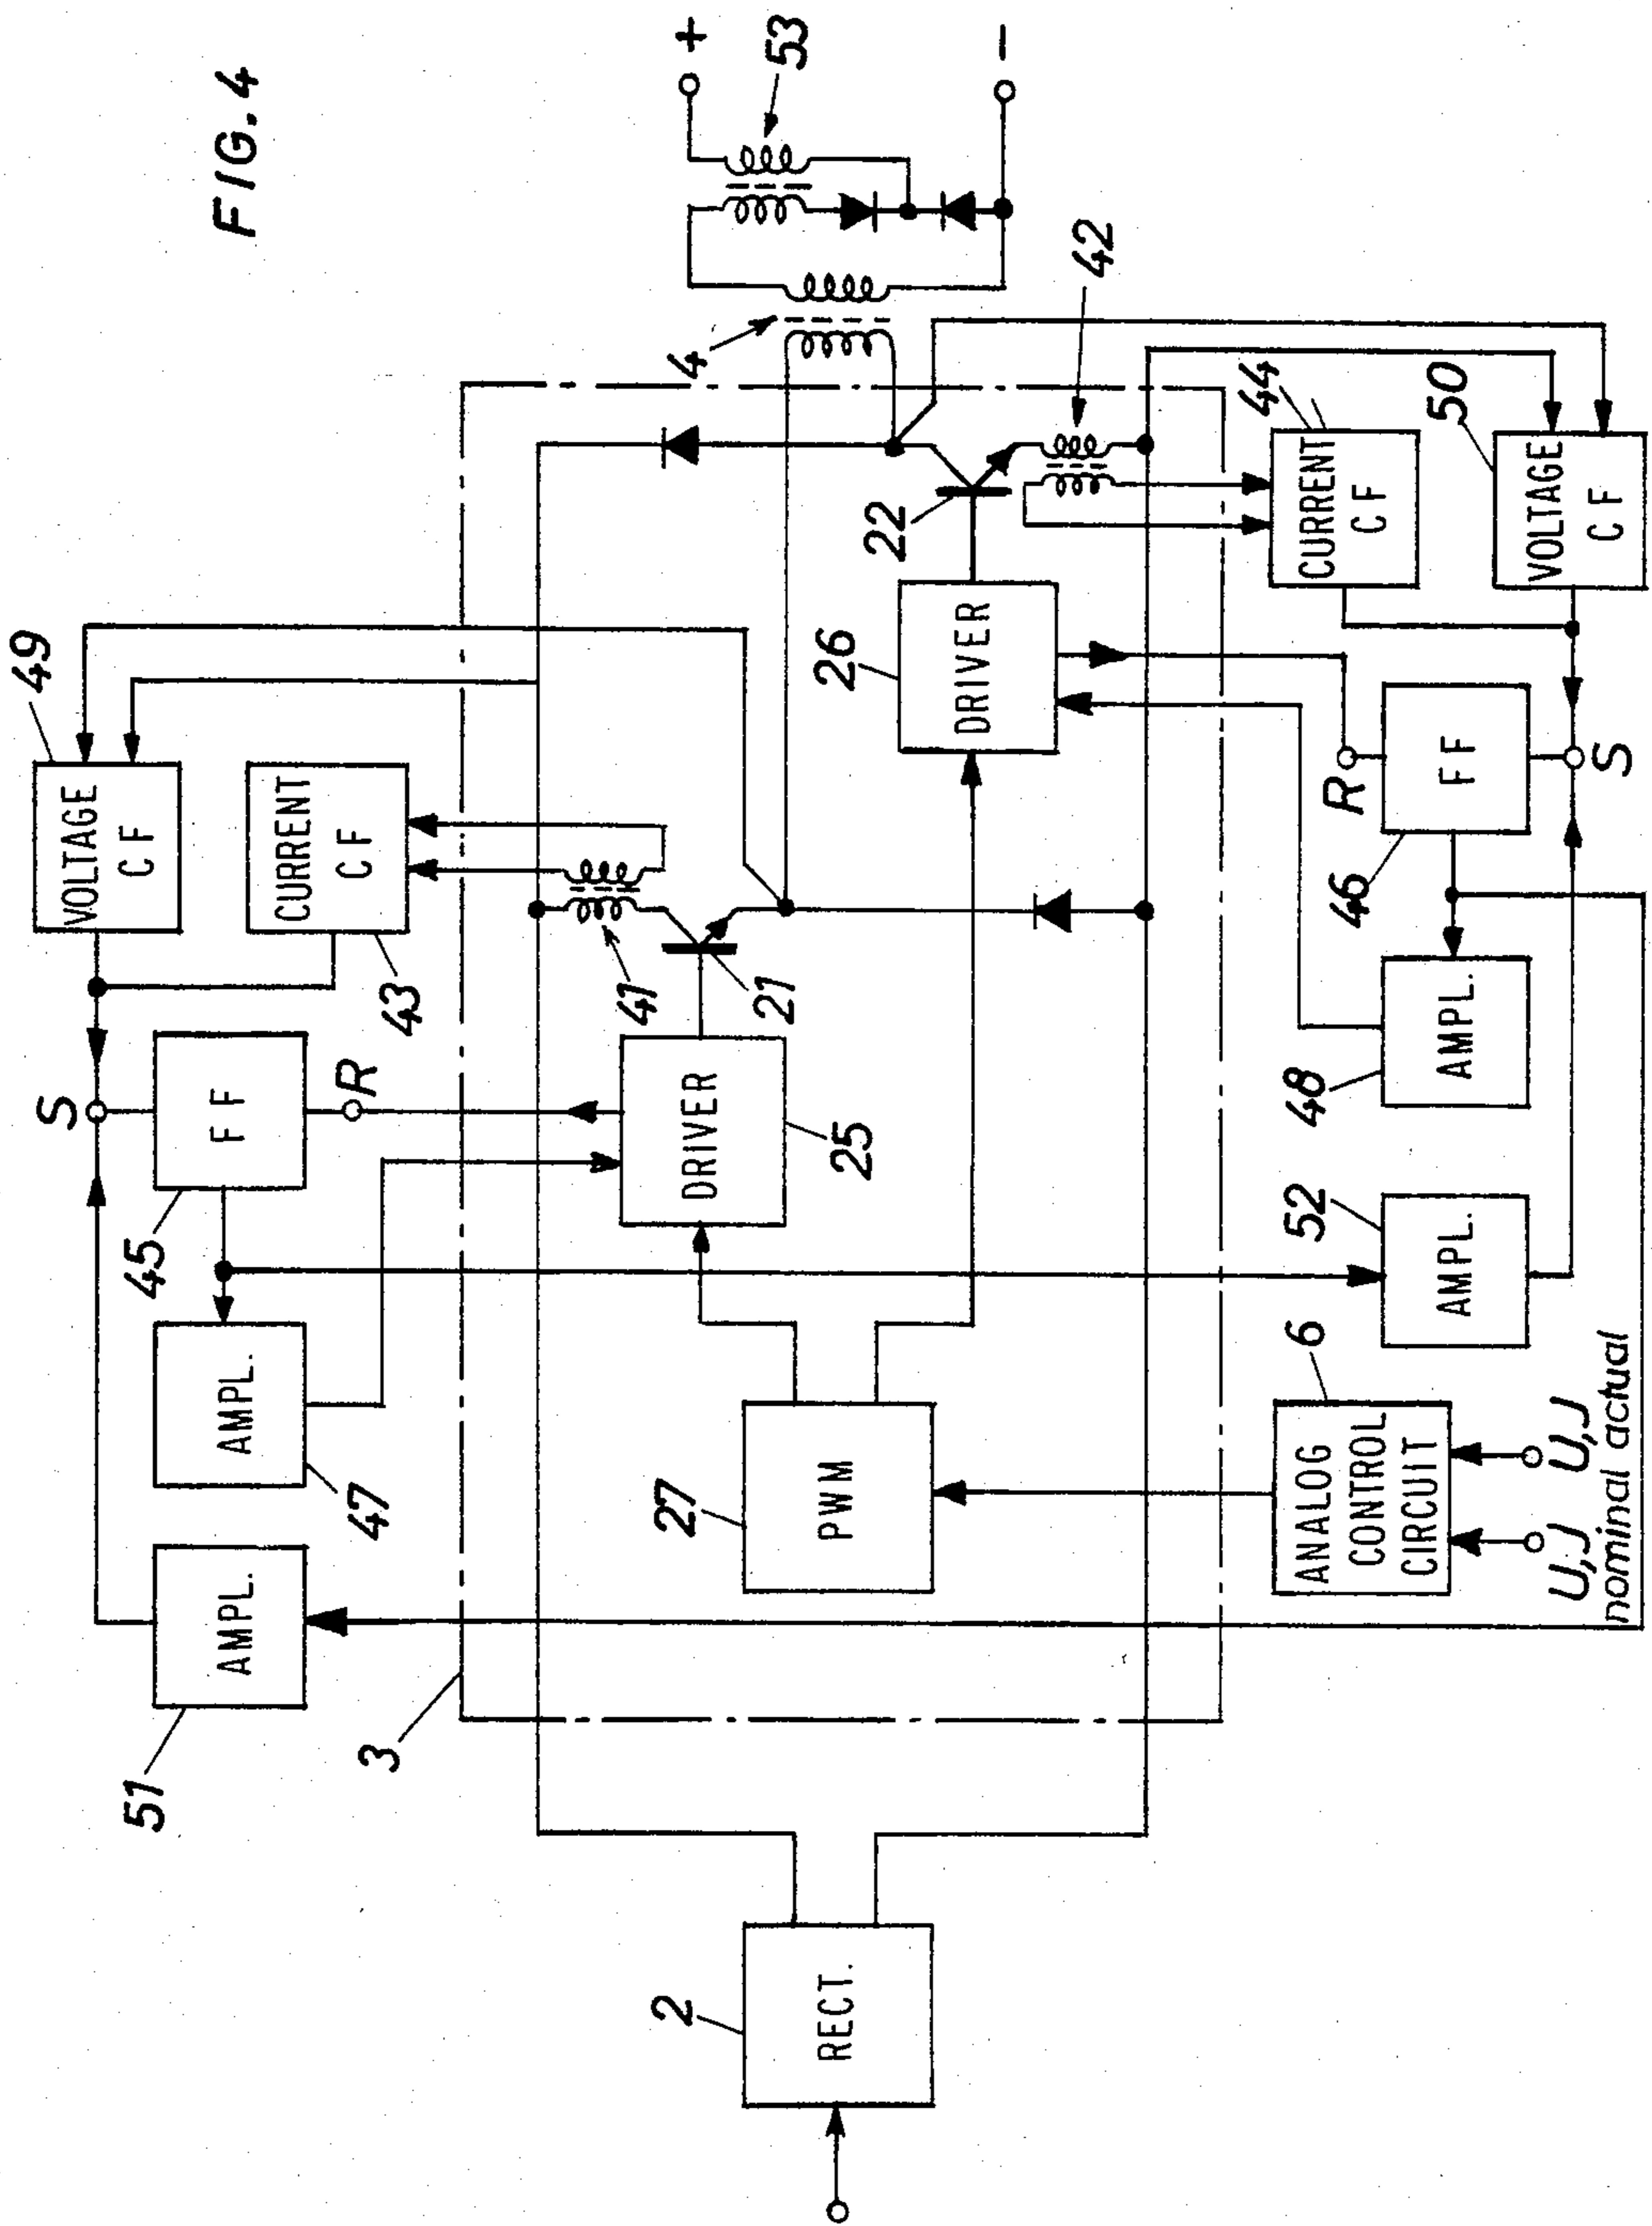 FIG. 4
49
VOLTAGE
CF
CURRENT
CF
43
S
FF
R
45
AMPL.
47
AMPL.
51
3
41
21
DRIVER
25
4
53
+
-
22
42
26
DRIVER
27
PWM
2
RECT.
44
CURRENT
CF
50
VOLTAGE
CF
R
FF
S
46
48
AMPL.
52
AMPL.
6
ANALOG
CONTROL
CIRCUIT
U,J
nominal
U,J
actual